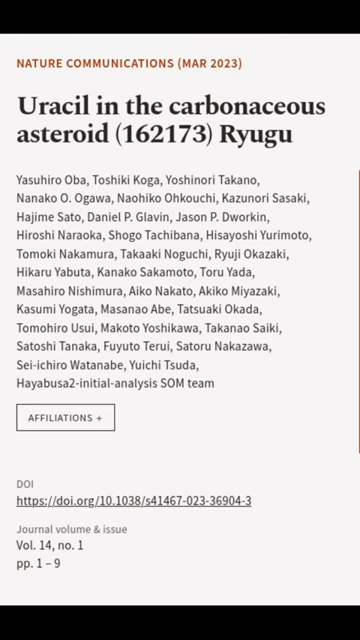 NATURE COMMUNICATIONS (MAR 2023)
Uracil in the carbonaceous
asteroid (162173) Ryugu
Yasuhiro Oba, Toshiki Koga, Yoshinori Takano,
Nanako O. Ogawa, Naohiko Ohkouchi, Kazunori Sasaki,
Hajime Sato, Daniel P. Glavin, Jason P. Dworkin,
Hiroshi Naraoka, Shogo Tachibana, Hisayoshi Yurimoto,
Tomoki Nakamura, Takaaki Noguchi, Ryuji Okazaki,
Hikaru Yabuta, Kanako Sakamoto, Toru Yada,
Masahiro Nishimura, Aiko Nakato, Akiko Miyazaki,
Kasumi Yogata, Masanao Abe, Tatsuaki Okada,
Tomohiro Usui, Makoto Yoshikawa, Takanao Saiki,
Satoshi Tanaka, Fuyuto Terui, Satoru Nakazawa,
Sei-ichiro Watanabe, Yuichi Tsuda,
Hayabusa2-initial-analysis SOM team
AFFILIATIONS +
DOI
https://doi.org/10.1038/s41467-023-36904-3
Journal volume & issue
Vol. 14, no. 1
pp. 1 – 9